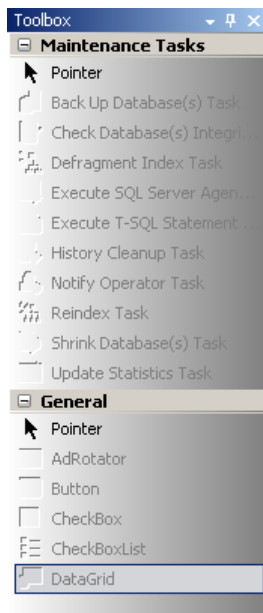 Toolbox
Maintenance Tasks
Pointer
Back Up Database(s) Task
Check Database(s) Integri...
Defragment Index Task
Execute SQL Server Agen...
Execute T-SQL Statement ...
History Cleanup Task
Notify Operator Task
Reindex Task
Shrink Database(s) Task
Update Statistics Task
General
Pointer
AdRotator
Button
CheckBox
CheckBoxList
DataGrid